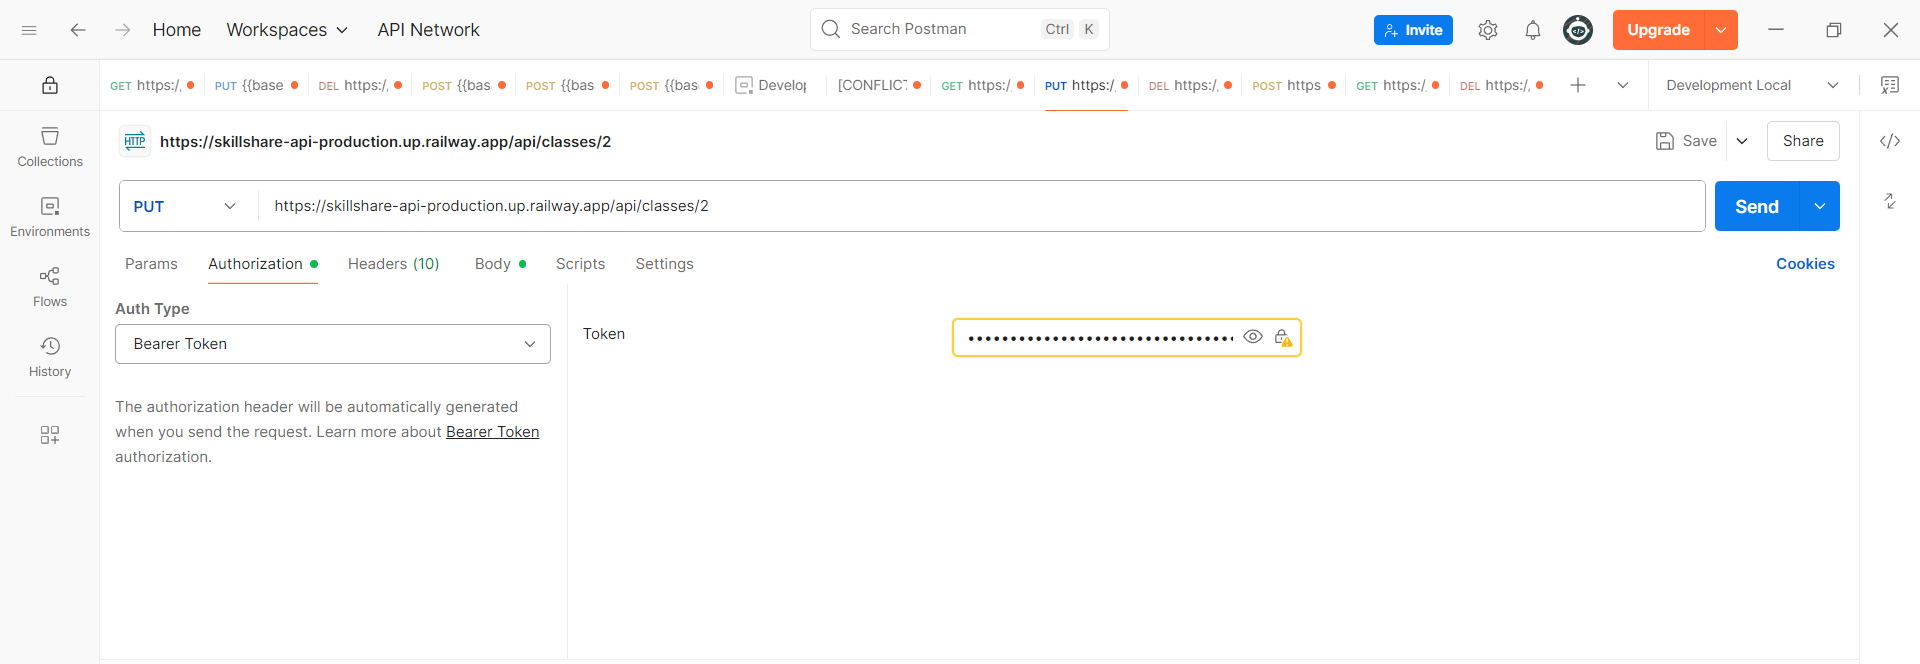 Home Workspaces API Network Search Postman Ctrl K Invite Upgrade
GET https:/, PUT {{base DEL https:/, POST {{bas POST {{bas POST {{bas Develop [CONFLIC GET https:/ PUT https:/ DEL https:/, POST https GET https:/ DEL https:/, Development Local
HTTP https://skillshare-api-production.up.railway.app/api/classes/2 Save Share
PUT https://skillshare-api-production.up.railway.app/api/classes/2 Send
Params Authorization Headers (10) Body Scripts Settings Cookies
Collections
Environments
Flows
History
Auth Type
Bearer Token
The authorization header will be automatically generated
when you send the request. Learn more about Bearer Token
authorization.
Token